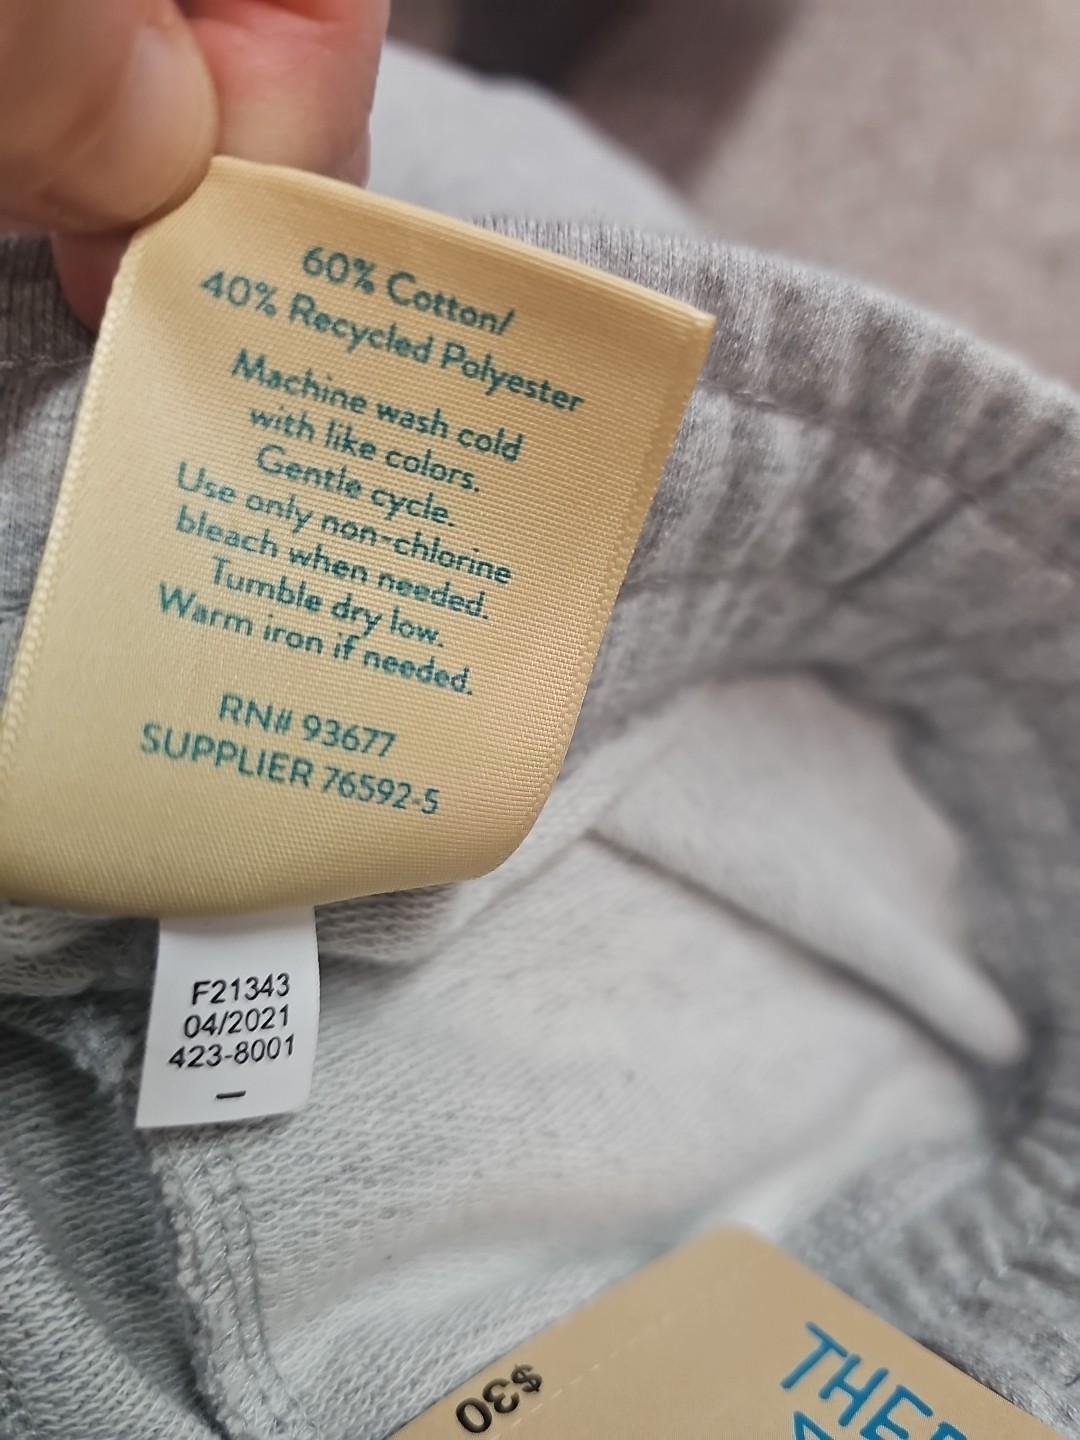 60% Cotton/
40% Recycled Polyester
Machine wash cold
with like colors.
Gentle cycle.
Use only non-chlorine
bleach when needed.
Tumble dry low.
Warm iron if needed.
RN# 93677
SUPPLIER 76592-5
F21343
04/2021
423-8001
–
$30